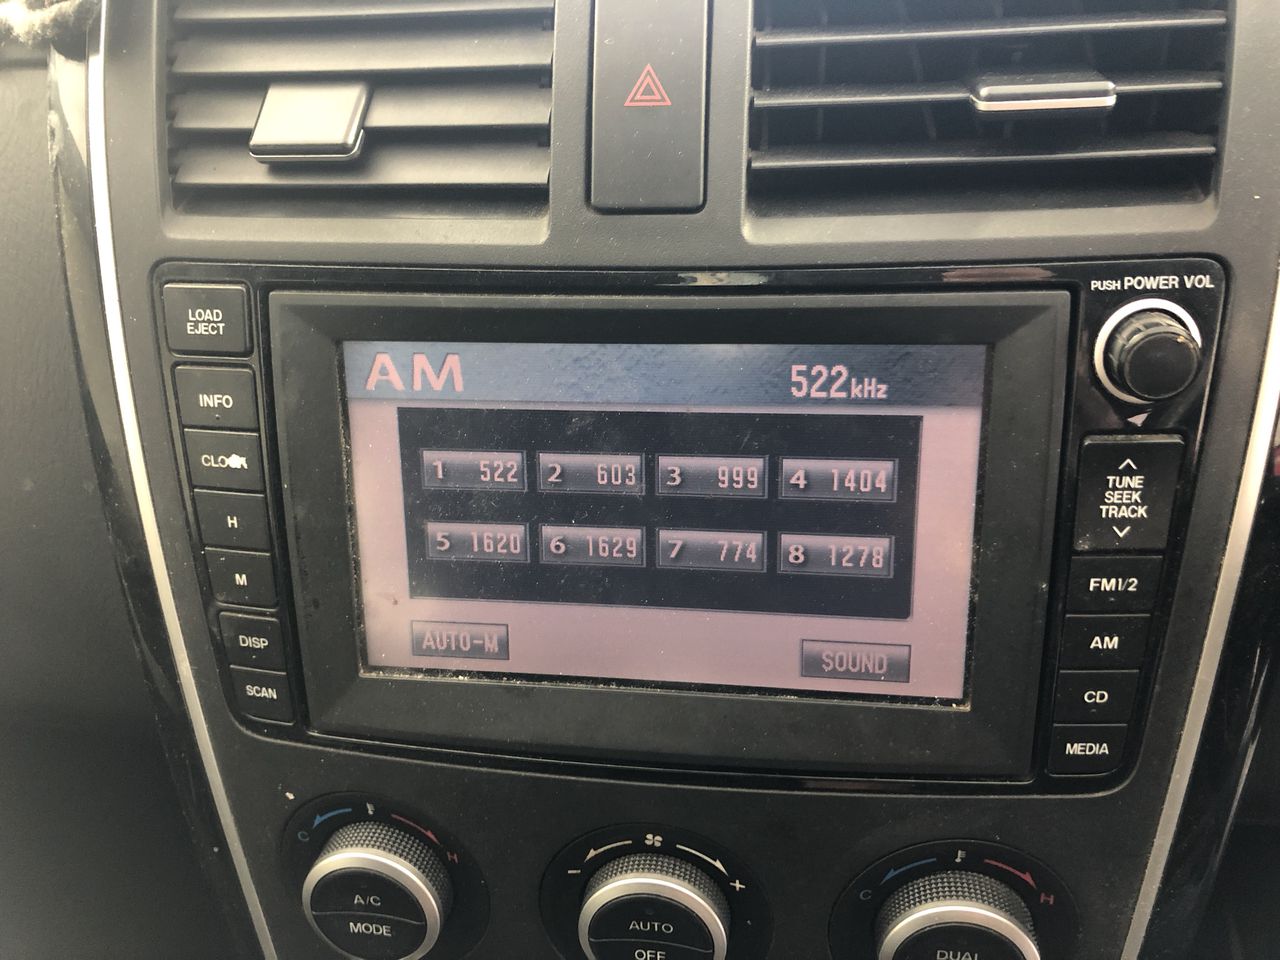 PUSH POWER VOL
LOAD
EJECT
INFO
CLOCK
H
M
DISP
SCAN
AM 522kHz
1 522 2 603 3 999 4 1404
5 1620 6 1629 7 774 8 1278
AUTO-M SOUND
TUNE
SEEK
TRACK
FM1/2
AM
CD
MEDIA
C H
A/C
MODE
- +
AUTO
OFF
C H
DUAL